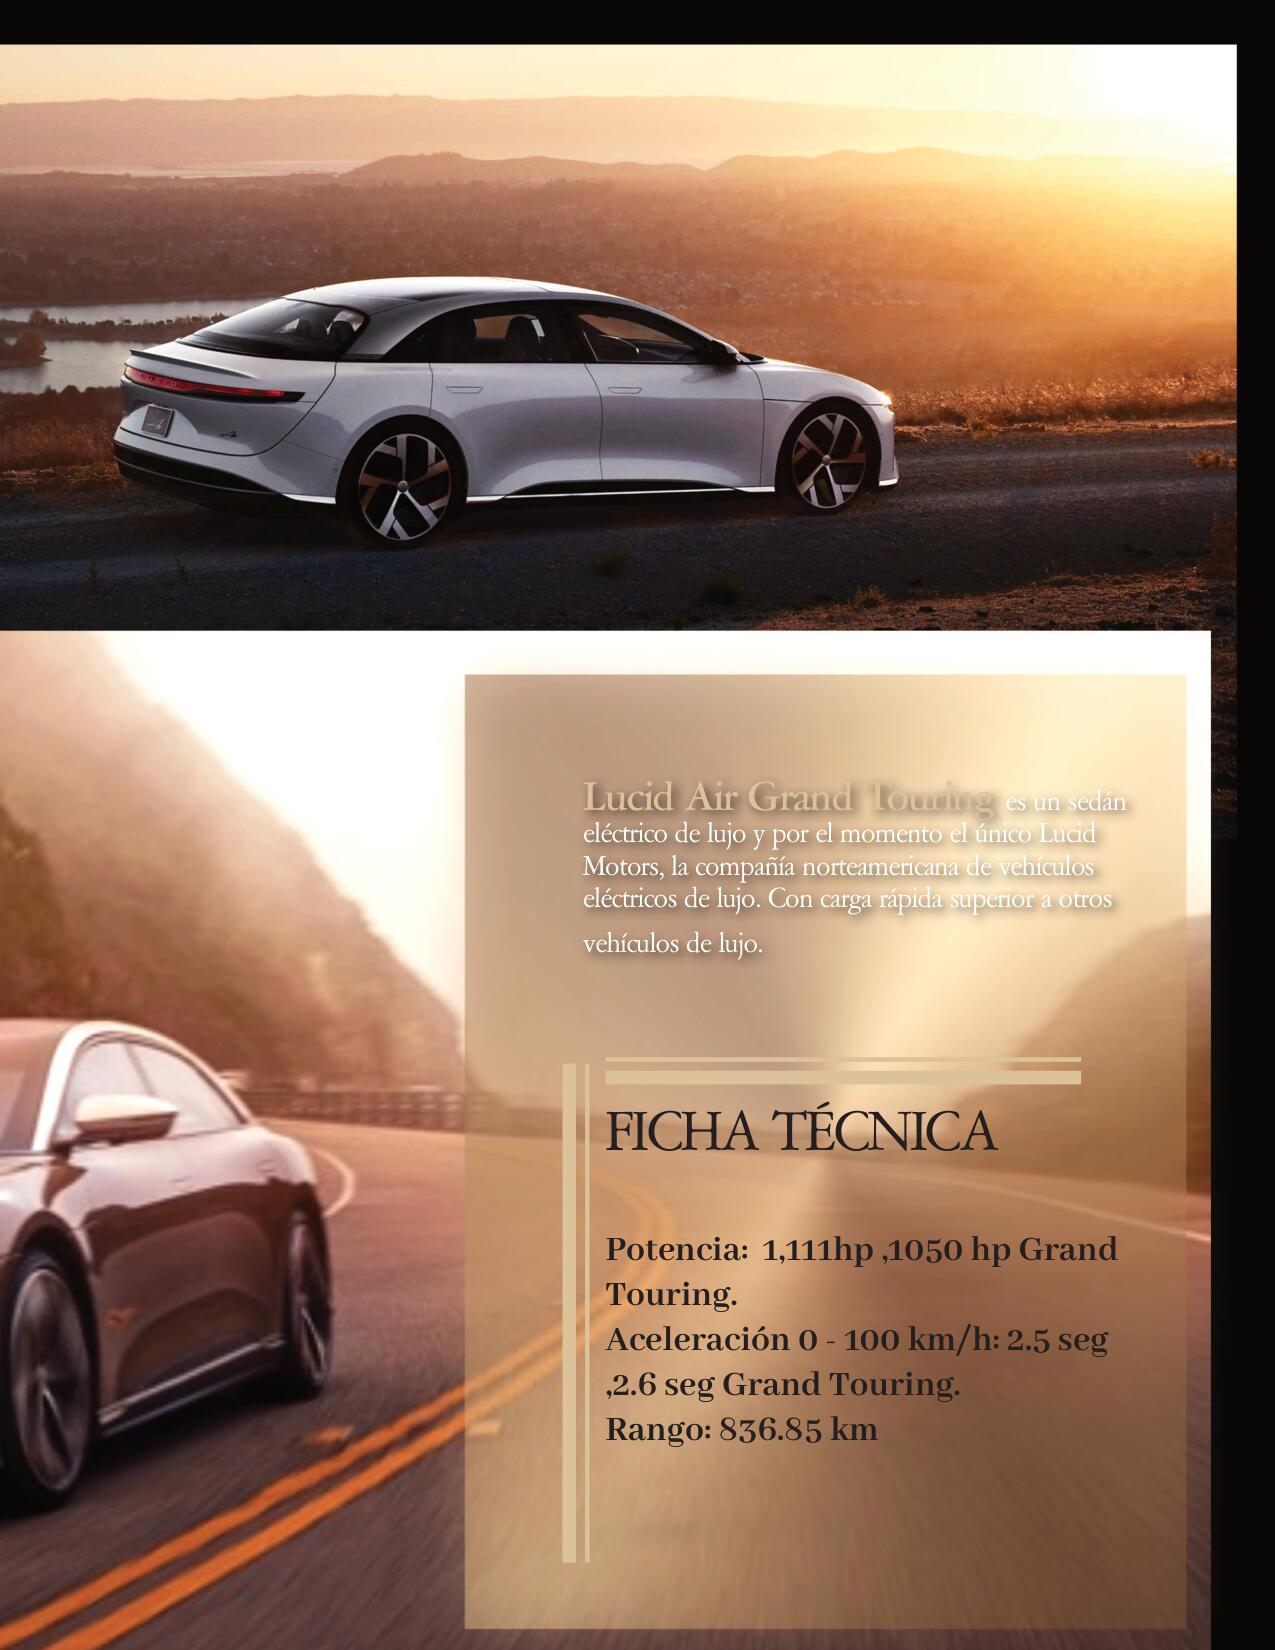 Lucid Air Grand Touring es un sedán
eléctrico de lujo y por el momento el único Lucid
Motors, la compañía norteamericana de vehículos
eléctricos de lujo. Con carga rápida superior a otros
vehículos de lujo.
FICHA TÉCNICA
Potencia: 1,111hp ,1050 hp Grand
Touring.
Aceleración 0 - 100 km/h: 2.5 seg
,2.6 seg Grand Touring.
Rango: 836.85 km